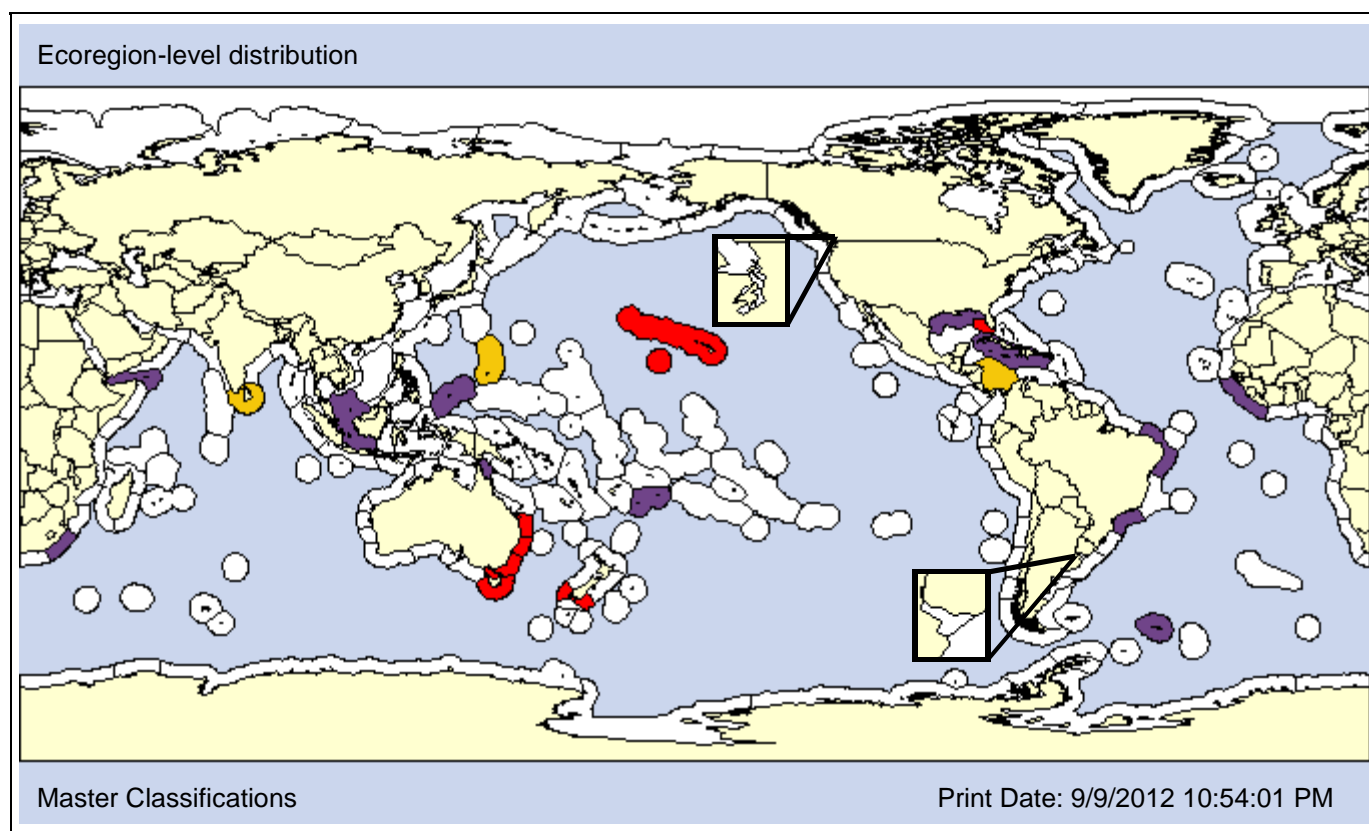 Ecoregion-level distribution
Master Classifications
Print Date: 9/9/2012 10:54:01 PM